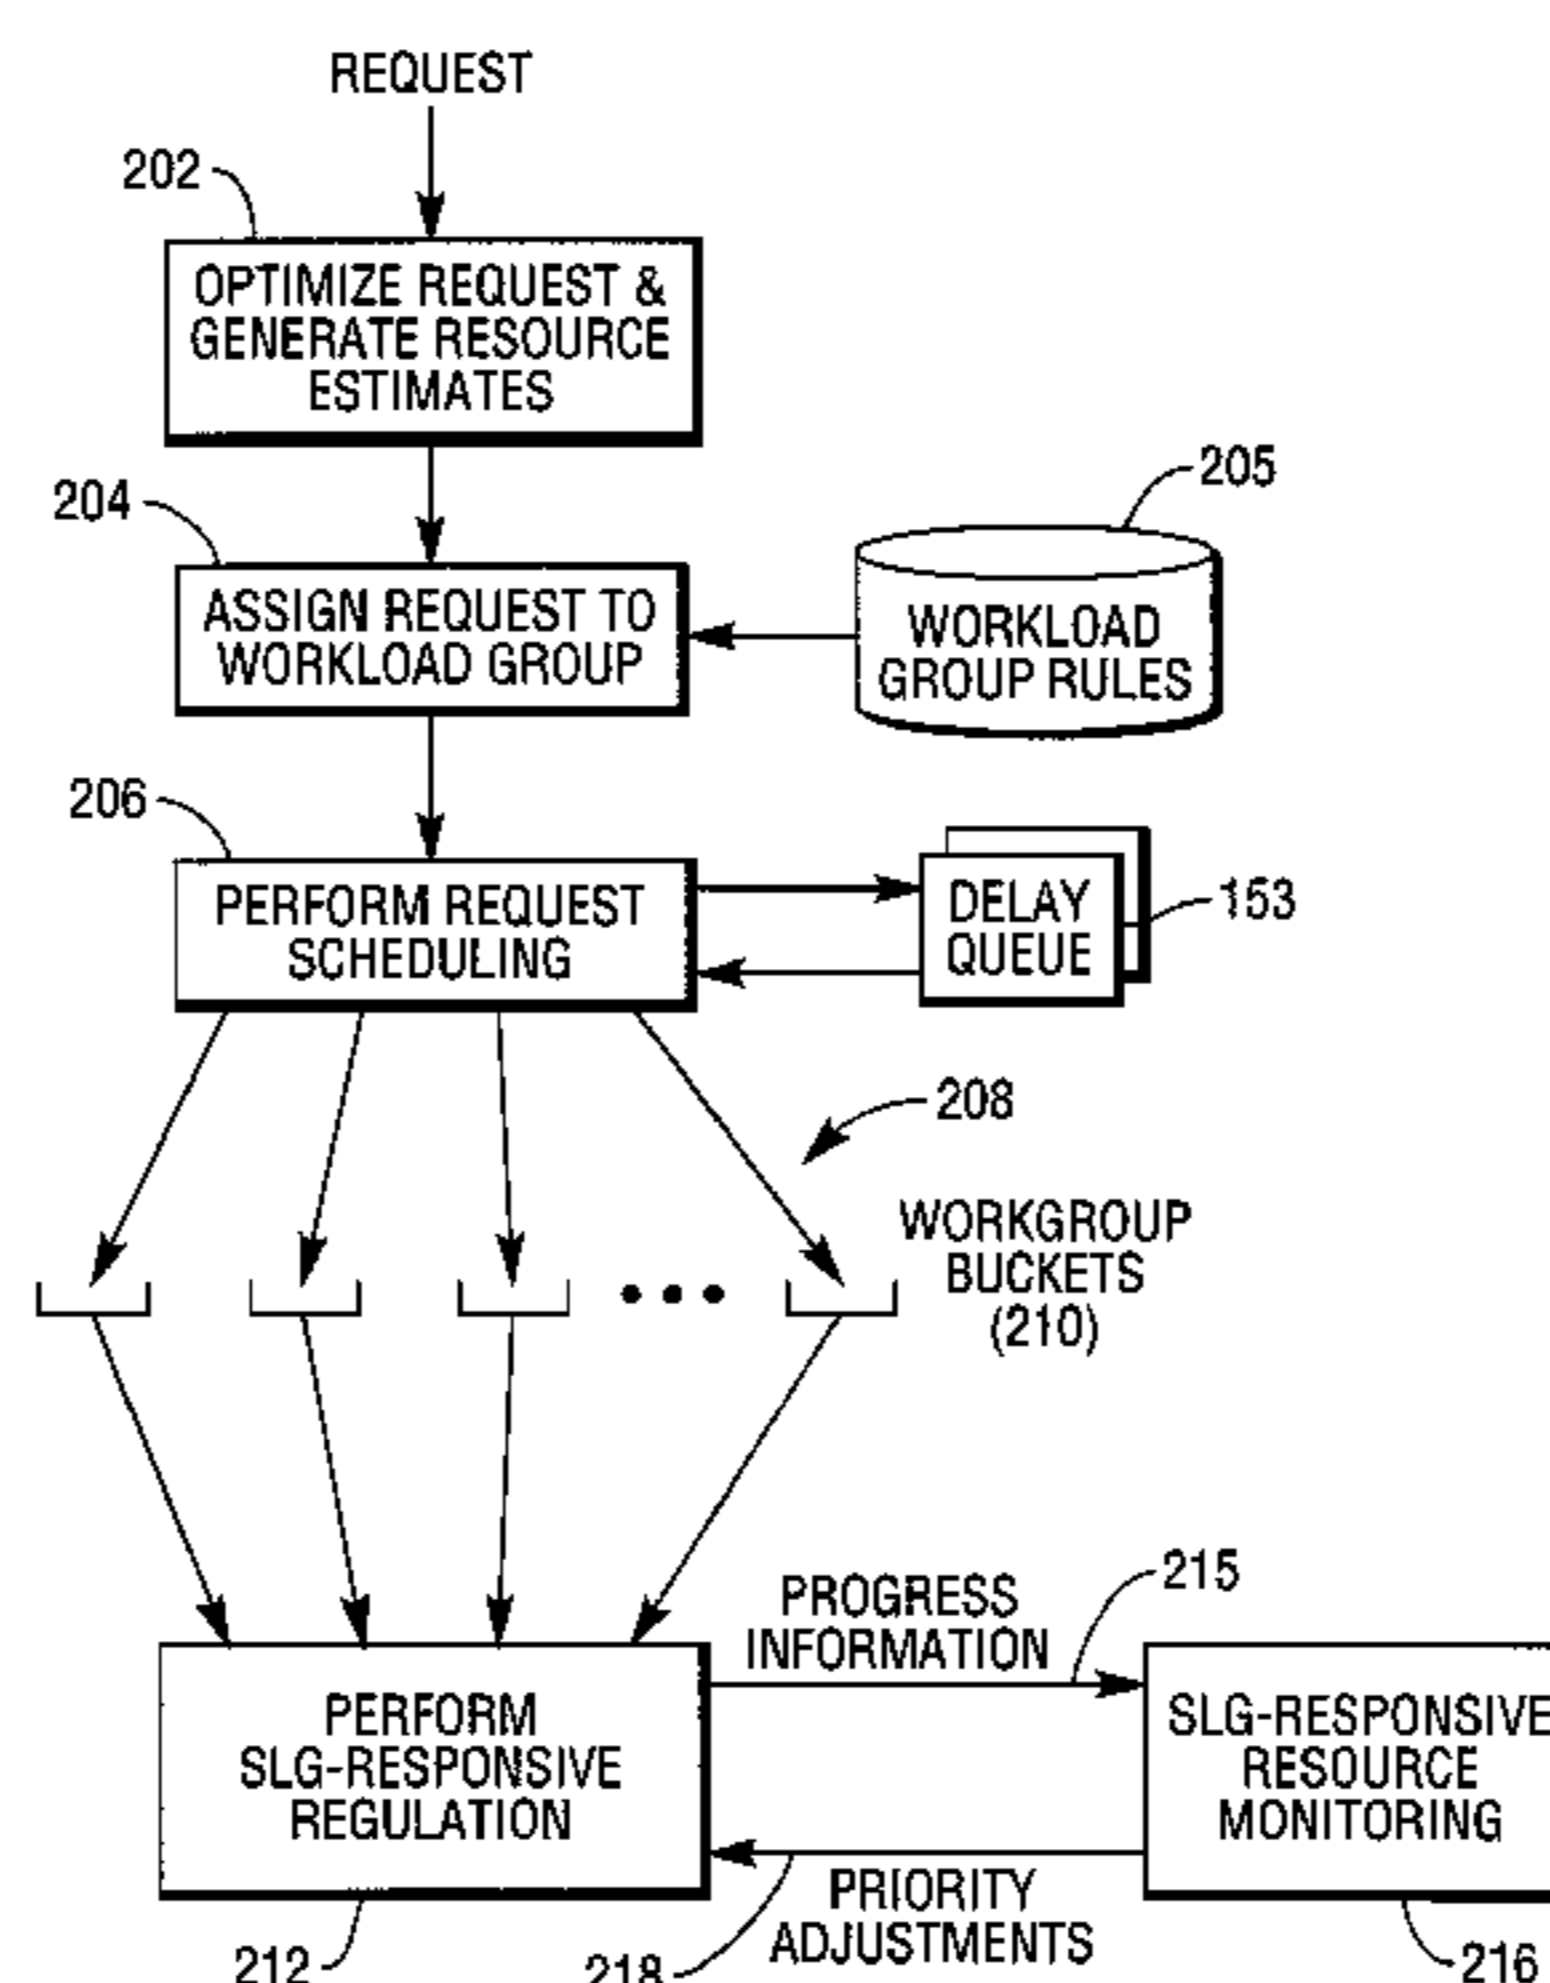 REQUEST
202
OPTIMIZE REQUEST &
GENERATE RESOURCE
ESTIMATES
204
205
ASSIGN REQUEST TO
WORKLOAD GROUP
WORKLOAD
GROUP RULES
206
PERFORM REQUEST
SCHEDULING
DELAY
QUEUE
153
208
WORKGROUP
BUCKETS
(210)
PROGRESS
INFORMATION
215
PERFORM
SLG-RESPONSIVE
REGULATION
SLG-RESPONSIVE
RESOURCE
MONITORING
PRIORITY
ADJUSTMENTS
212
218
216